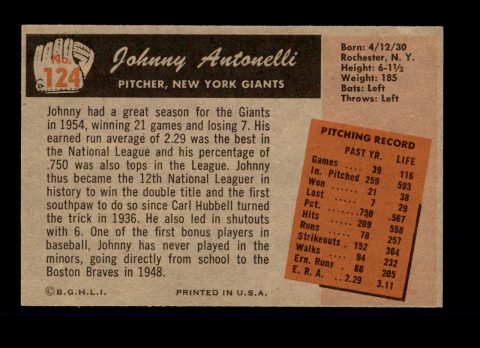 No.
124
Johnny Antonelli
PITCHER, NEW YORK GIANTS
Born: 4/12/30
Rochester, N. Y.
Height: 6-1½
Weight: 185
Bats: Left
Throws: Left
Johnny had a great season for the Giants
in 1954, winning 21 games and losing 7. His
earned run average of 2.29 was the best
in the National League and his percentage of
.750 was also tops in the League. Johnny
thus became the 12th National Leaguer in
history to win the double title and the first
southpaw to do so since Carl Hubbell turned
the trick in 1936. He also led in shutouts
with 6. One of the first bonus players in
baseball, Johnny has never played in the
minors, going directly from school to the
Boston Braves in 1948.
PITCHING RECORD
PAST YR. LIFE
Games 39 116
In. Pitched 259 593
Won 21 38
Lost 7 29
Pct. .750 .567
Hits 209 558
Runs 78 257
Strikeouts 152 364
Walks 94 232
Ern. Runs 66 205
E. R. A. 2.29 3.11
© B.G.H.L.I. PRINTED IN U.S.A.